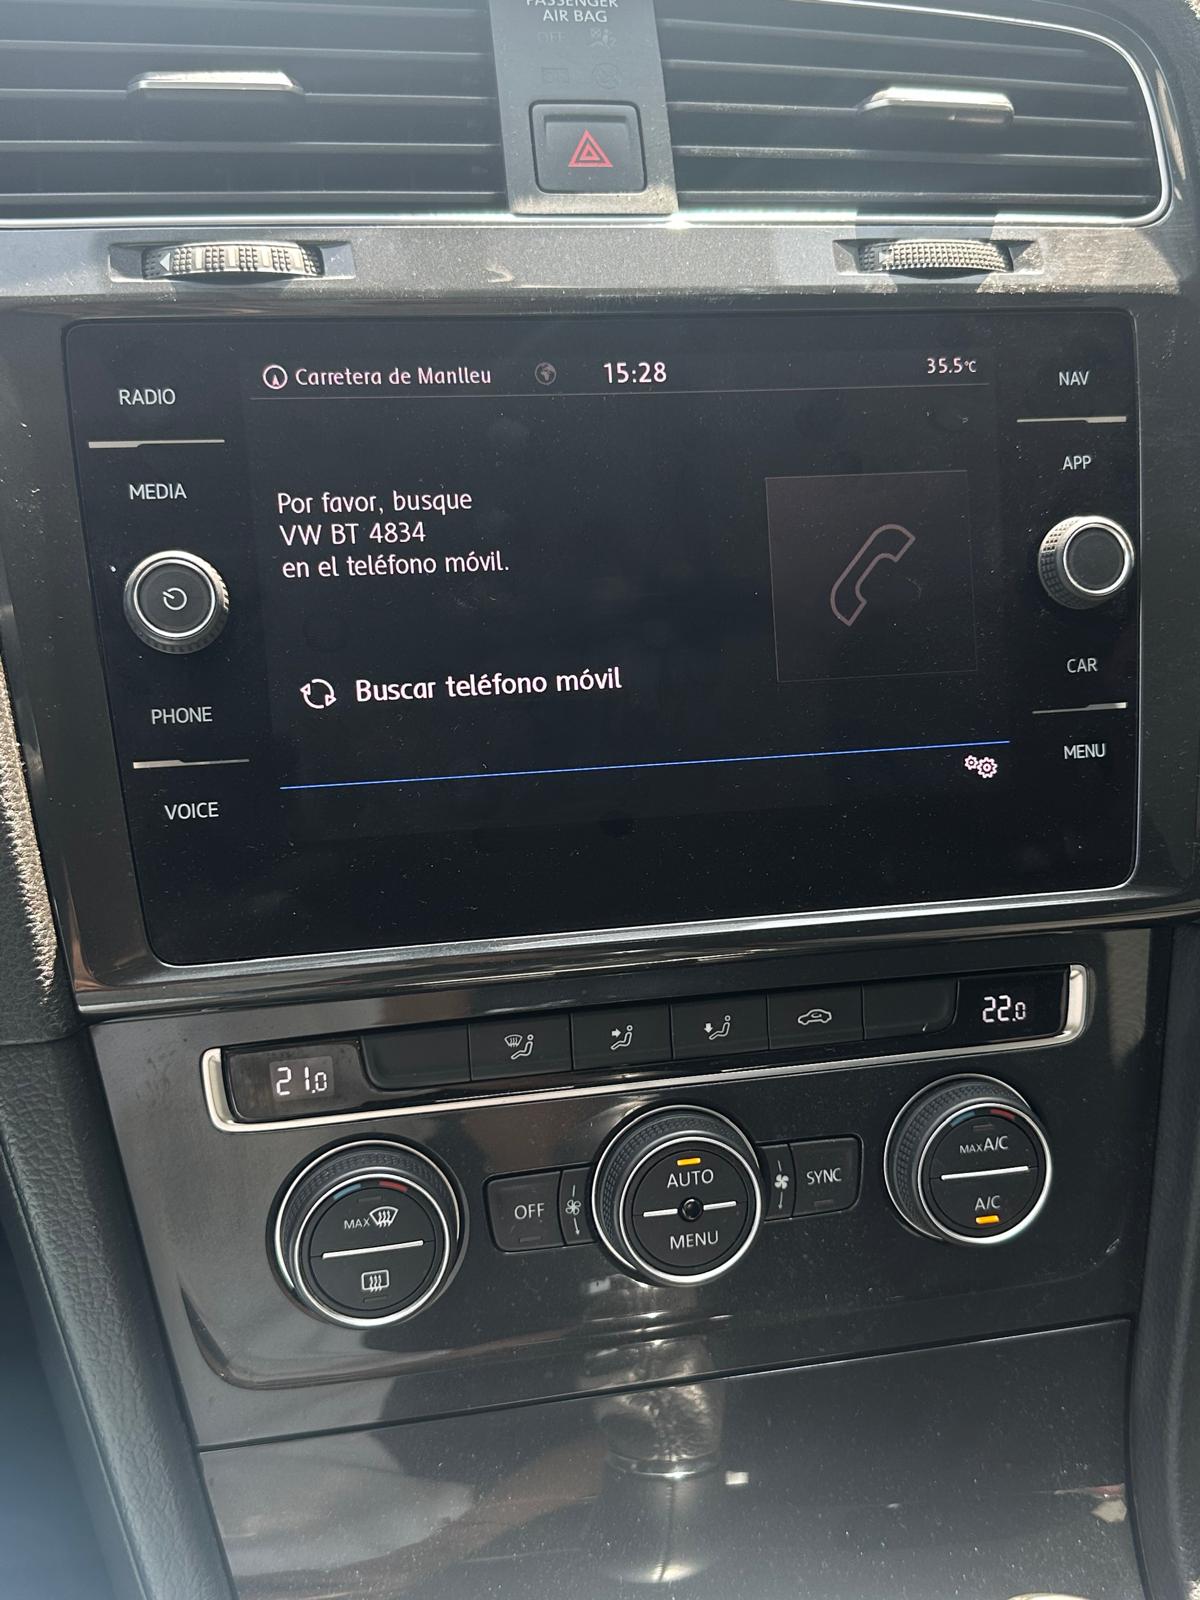 PASSENGER
AIR BAG
OFF
RADIO
MEDIA
PHONE
VOICE
Carretera de Manlleu
15:28
35.5°C
Por favor, busque
VW BT 4834
en el teléfono móvil.
Buscar teléfono móvil
NAV
APP
CAR
MENU
21.0
22.0
MAX
OFF
AUTO
MENU
SYNC
MAX A/C
A/C